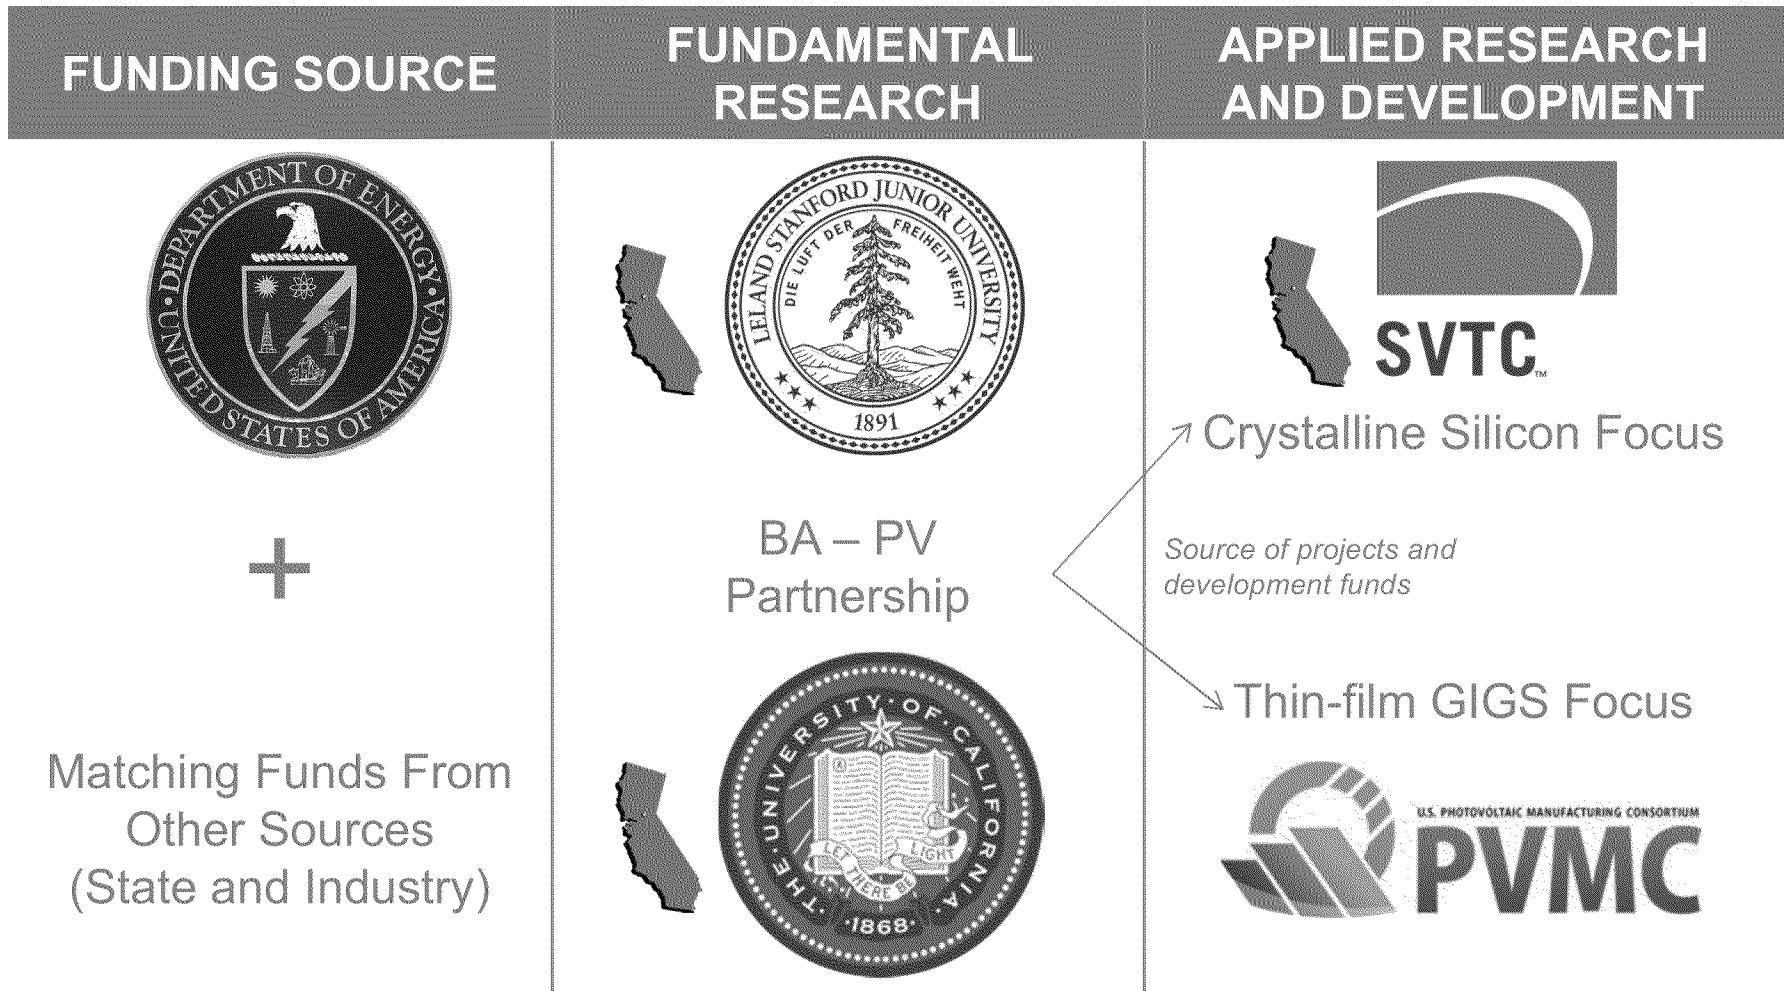 FUNDING SOURCE
FUNDAMENTAL
RESEARCH
APPLIED RESEARCH
AND DEVELOPMENT
DEPARTMENT OF ENERGY
UNITED STATES OF AMERICA
+
Matching Funds From
Other Sources
(State and Industry)
LELAND STANFORD JUNIOR UNIVERSITY
DIE LUFT DER FREIHEIT WEHT
1891
BA – PV
Partnership
THE·UNIVERSITY·OF·CALIFORNIA
LET THERE BE LIGHT
·1868·
SVTC™
Crystalline Silicon Focus
Source of projects and
development funds
Thin-film GIGS Focus
U.S. PHOTOVOLTAIC MANUFACTURING CONSORTIUM
PVMC